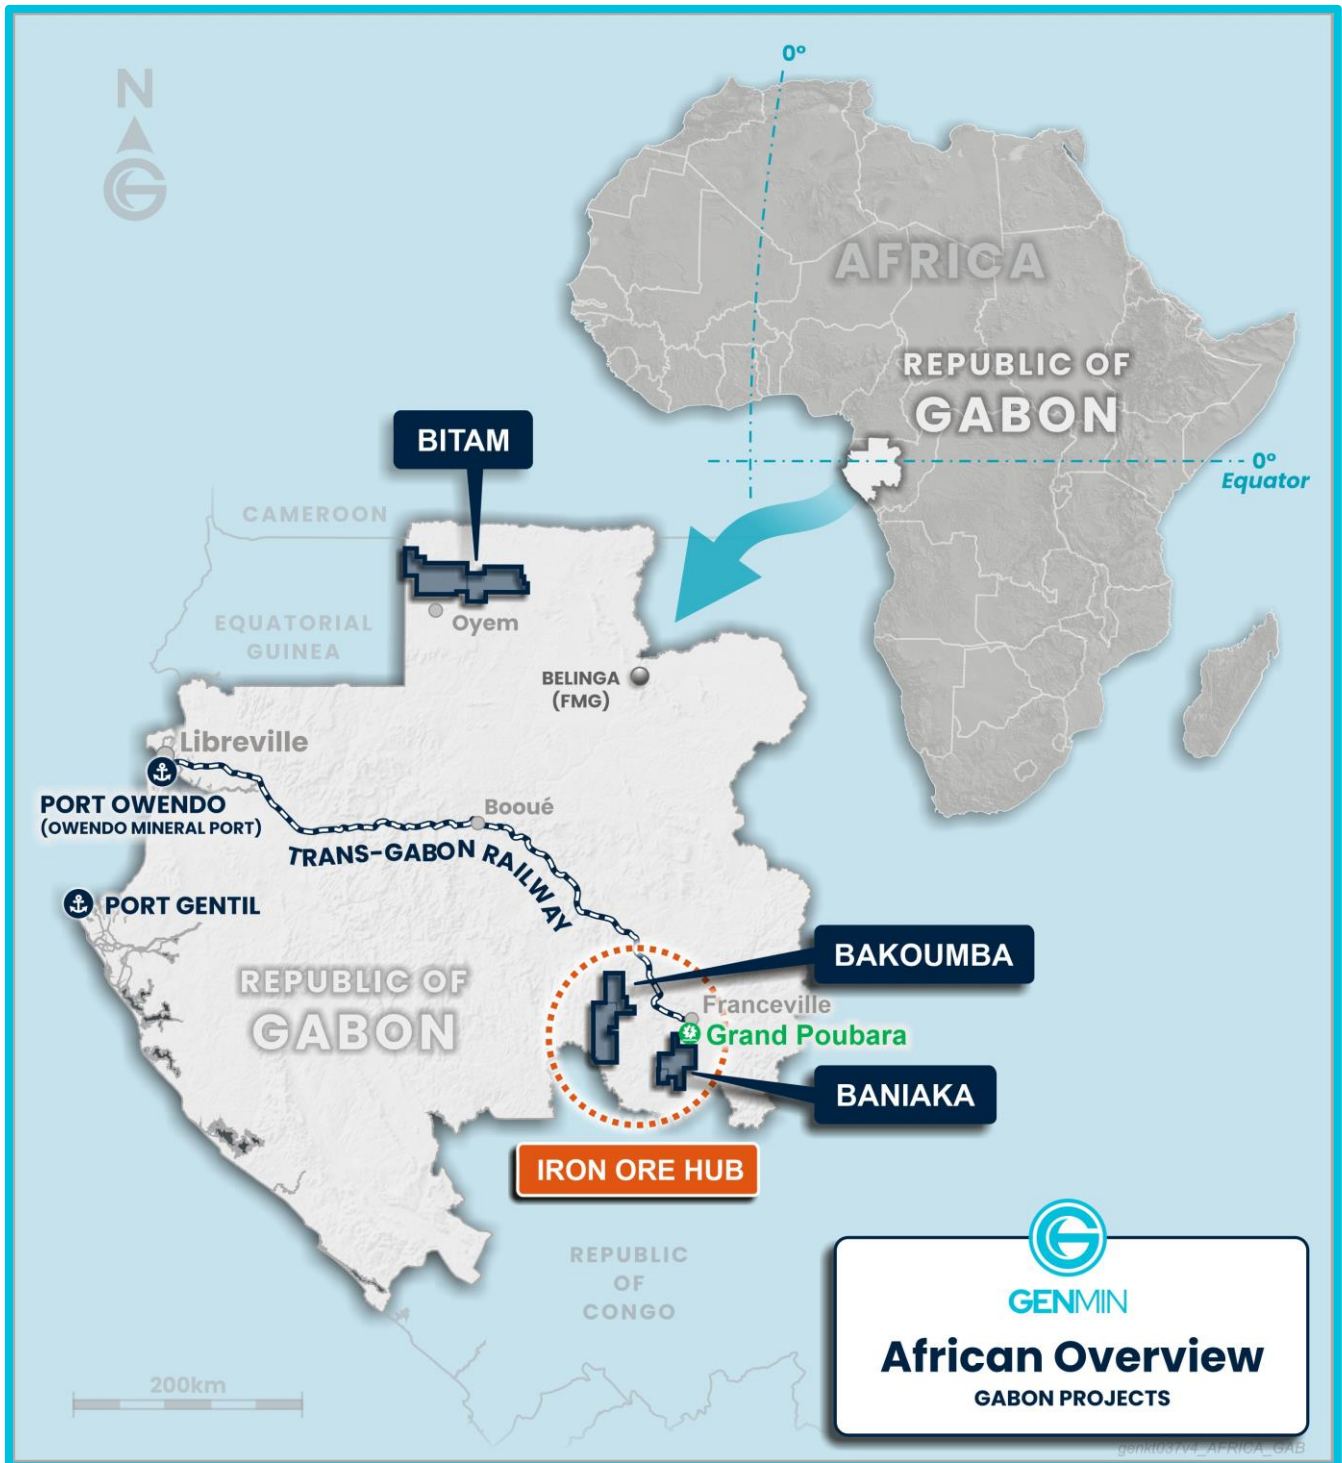 N
0°
AFRICA
REPUBLIC OF
GABON
0°
Equator
BITAM
CAMEROON
EQUATORIAL
GUINEA
Oyem
BELINGA
(FMG)
Libreville
PORT OWENDO
(OWENDO MINERAL PORT)
Booué
TRANS-GABON RAILWAY
PORT GENTIL
REPUBLIC OF
GABON
BAKOUMBA
Franceville
Grand Poubara
BANIAKA
IRON ORE HUB
REPUBLIC
OF
CONGO
200km
GENMIN
African Overview
GABON PROJECTS
genkt037v4_AFRICA_GAB